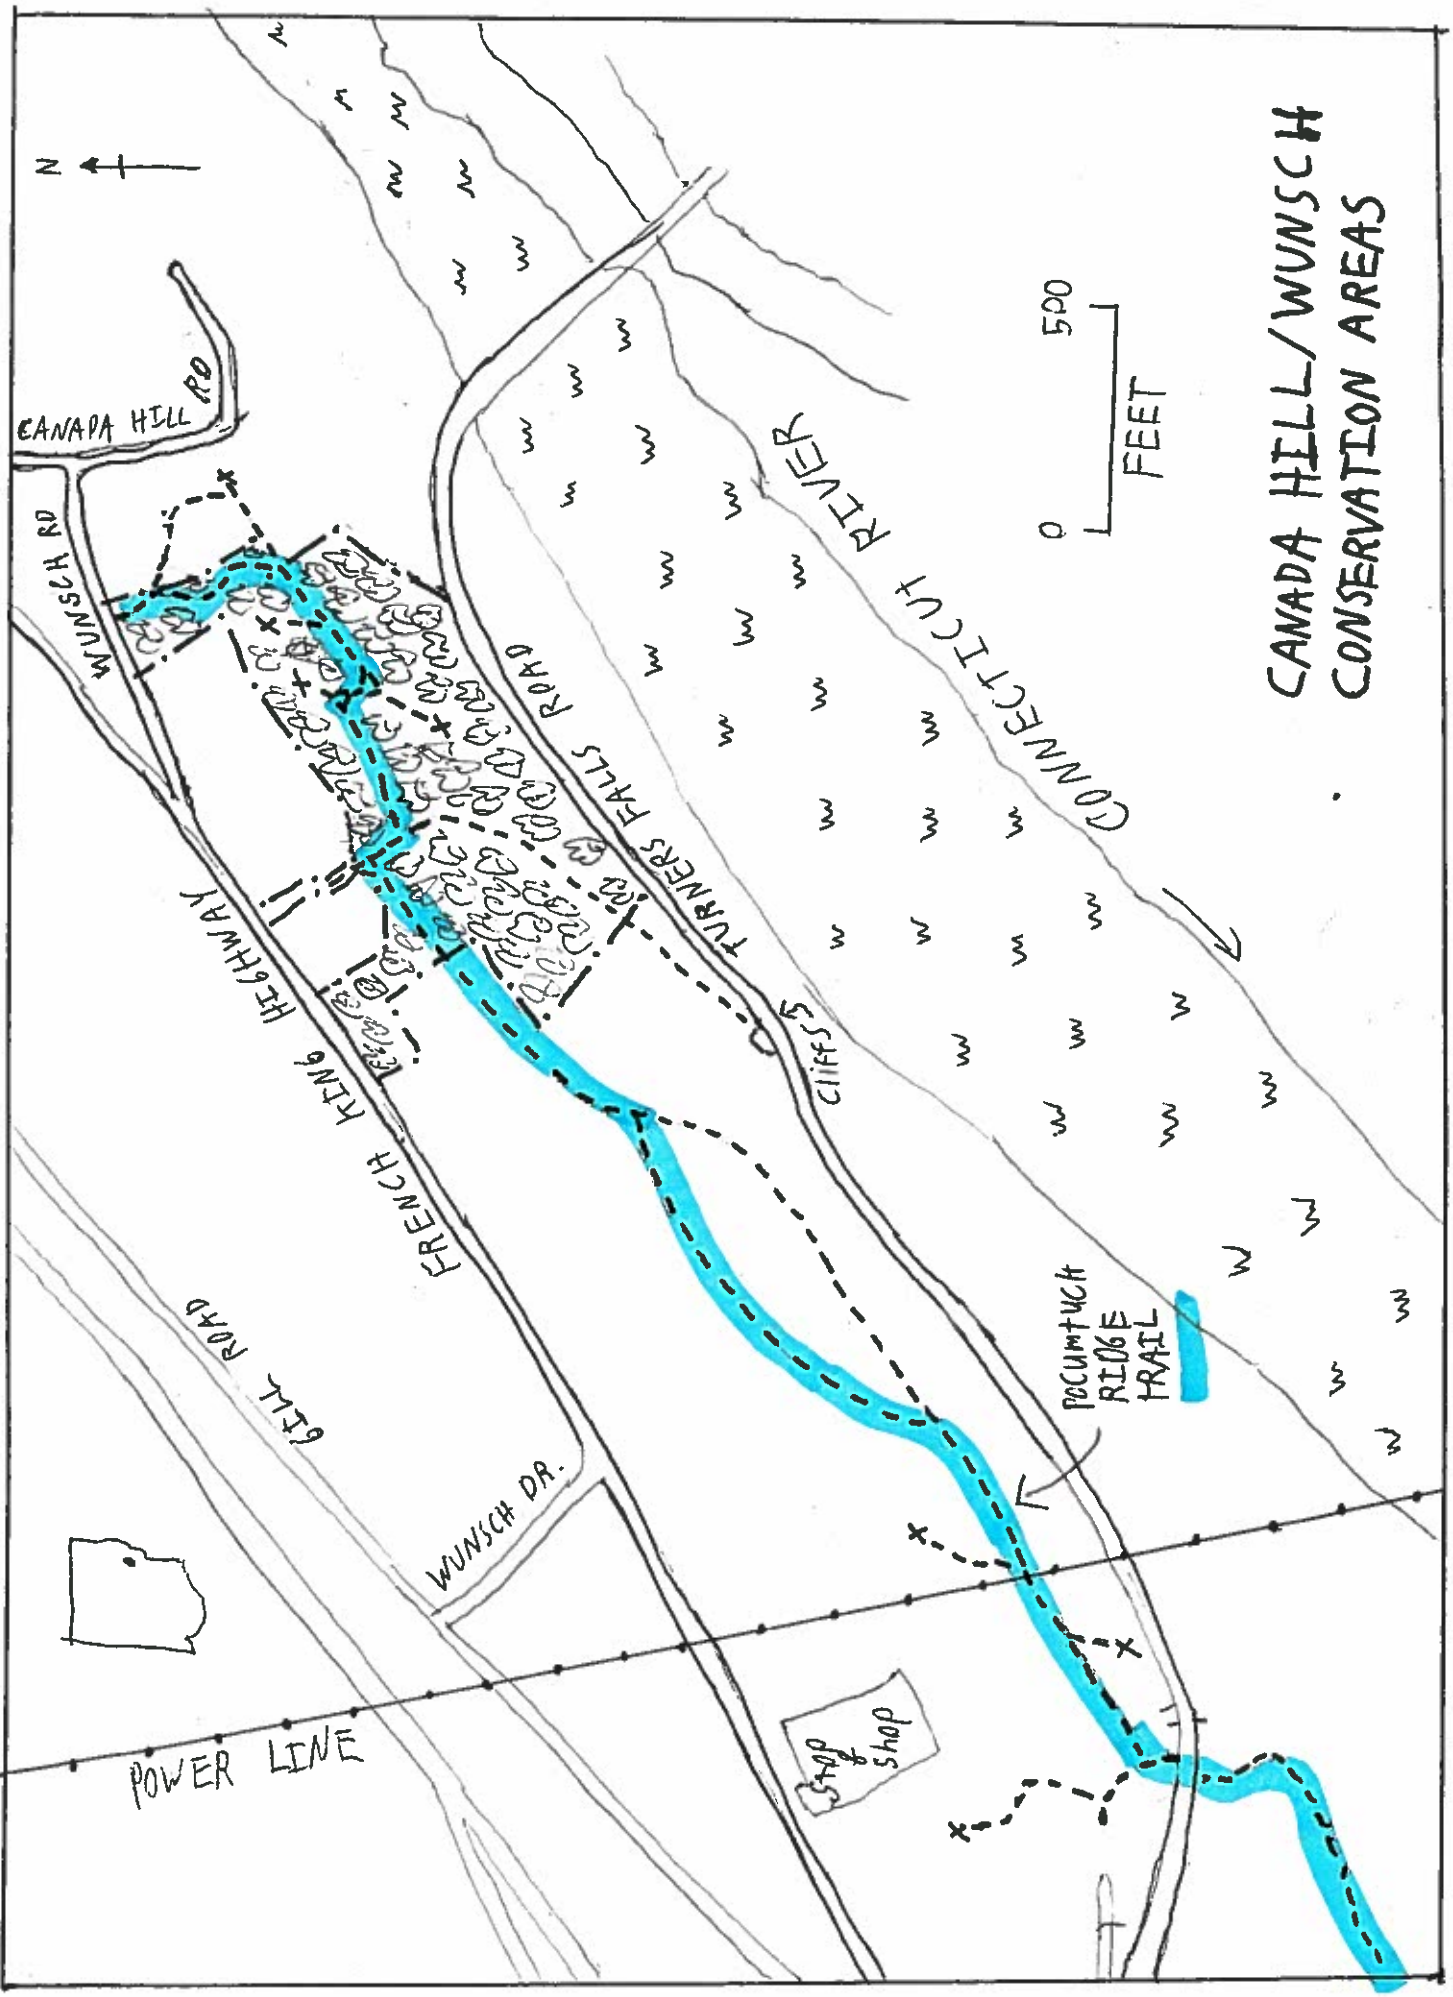 N
CANADA HILL
RD
WUNSCH RD
TURNERS FALLS ROAD
CONNECTICUT RIVER
0 500
FEET
CANADA HILL/WUNSCH
CONSERVATION AREAS
FRENCH KING HIGHWAY
Cliffs
GILL ROAD
WUNSCH DR.
POWER LINE
Stop
&
Shop
POCUMTUCK
RIDGE
TRAIL